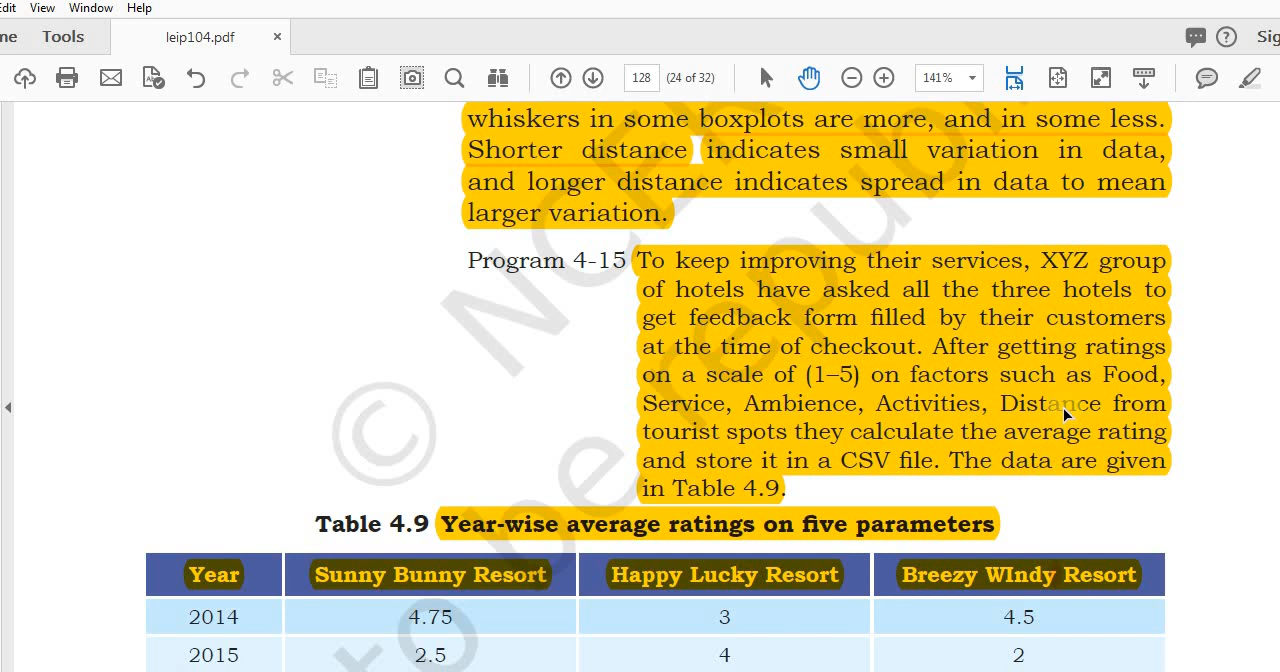 Edit View Window Help
Tools leip104.pdf ×
128 (24 of 32) 141%
whiskers in some boxplots are more, and in some less.
Shorter distance indicates small variation in data,
and longer distance indicates spread in data to mean
larger variation.
Program 4-15 To keep improving their services, XYZ group
of hotels have asked all the three hotels to
get feedback form filled by their customers
at the time of checkout. After getting ratings
on a scale of (1–5) on factors such as Food,
Service, Ambience, Activities, Distance from
tourist spots they calculate the average rating
and store it in a CSV file. The data are given
in Table 4.9.
Table 4.9 Year-wise average ratings on five parameters
Year Sunny Bunny Resort Happy Lucky Resort Breezy WIndy Resort
2014 4.75 3 4.5
2015 2.5 4 2